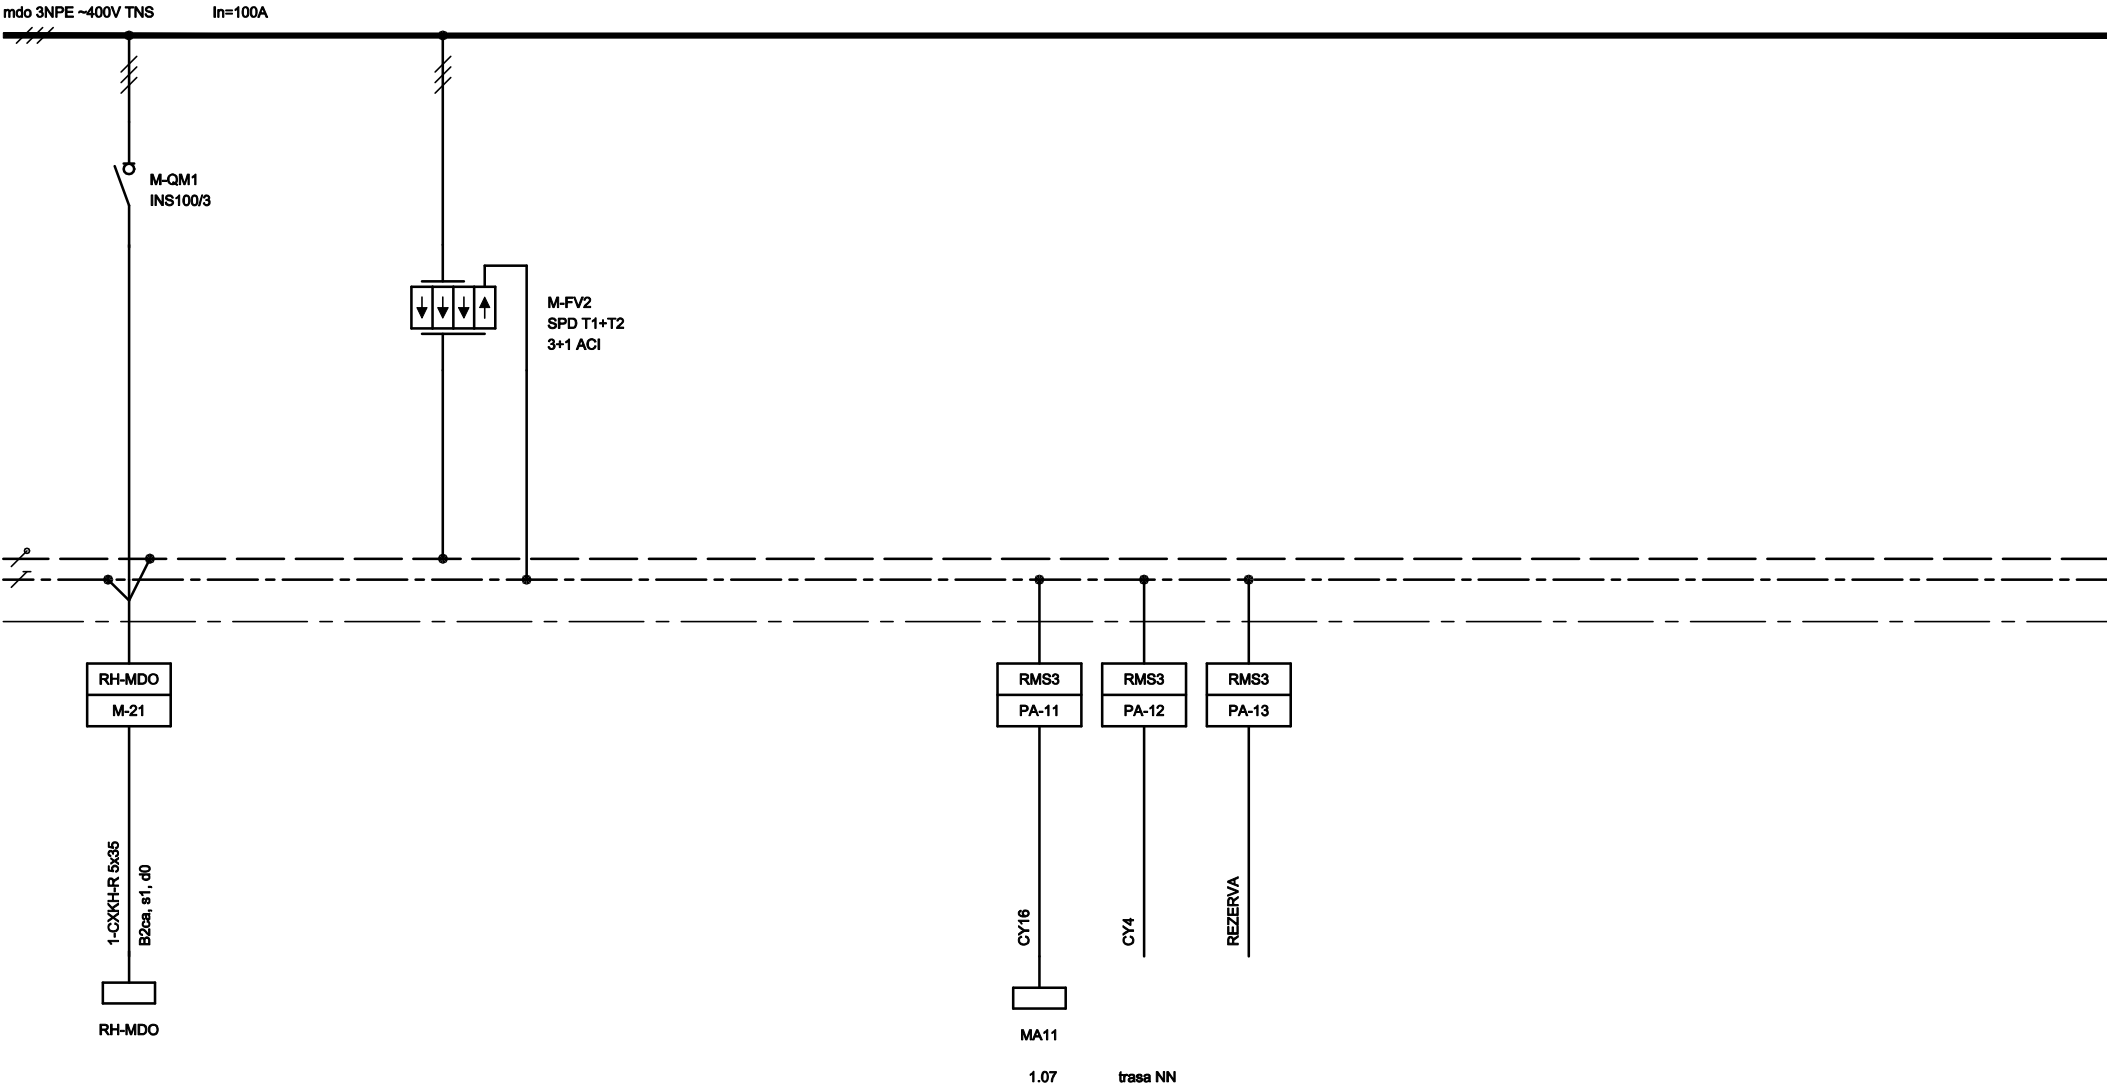 mdo 3NPE ~400V TNS In=100A
M-QM1
INS100/3
M-FV2
SPD T1+T2
3+1 ACI
RH-MDO
M-21
RMS3
PA-11
RMS3
PA-12
RMS3
PA-13
1-CXKH-R 5x35
B2ca, s1, d0
CY16
CY4
REZERVA
RH-MDO
MA11
1.07
trasa NN